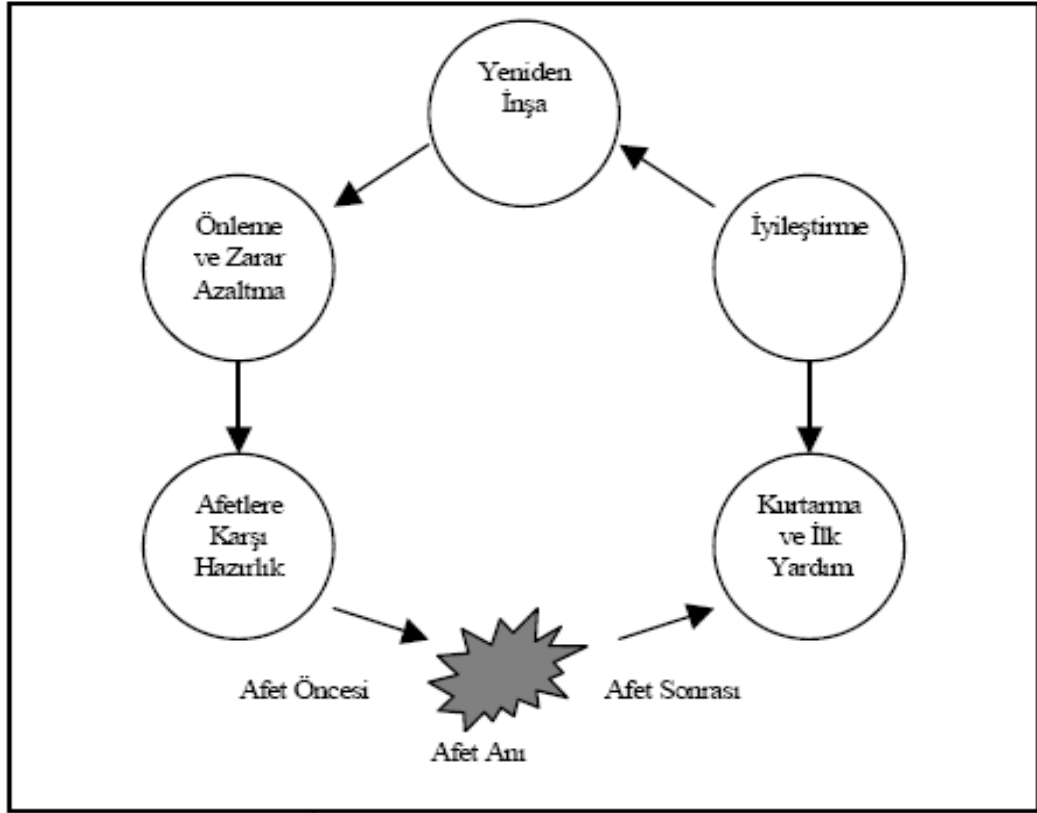 Yeniden
İnşa
Önleme
ve Zarar
Azaltma
İyileştirme
Afetlere
Karşı
Hazırlık
Kurtarma
ve İlk
Yardım
Afet Öncesi
Afet Sonrası
Afet Anı